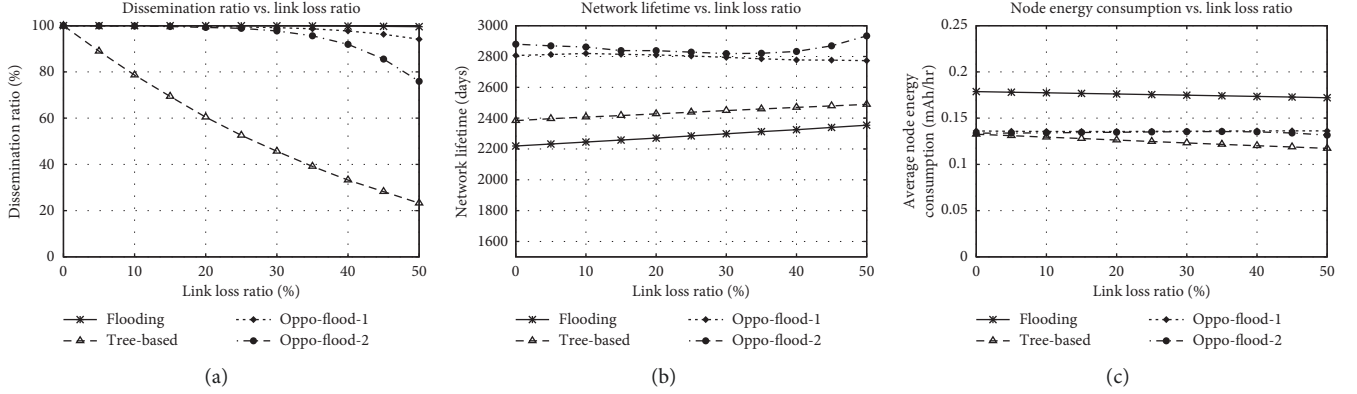 Dissemination ratio vs. link loss ratio
100
80
60
40
20
0
Dissemination ratio (%)
0 10 20 30 40 50
Link loss ratio (%)
Flooding
Tree-based
Oppo-flood-1
Oppo-flood-2
(a)
Network lifetime vs. link loss ratio
3000
2800
2600
2400
2200
2000
1800
1600
Network lifetime (days)
0 10 20 30 40 50
Link loss ratio (%)
Flooding
Tree-based
Oppo-flood-1
Oppo-flood-2
(b)
Node energy consumption vs. link loss ratio
0.25
0.2
0.15
0.1
0.05
0
Average node energy
consumption (mAh/hr)
0 10 20 30 40 50
Link loss ratio (%)
Flooding
Tree-based
Oppo-flood-1
Oppo-flood-2
(c)